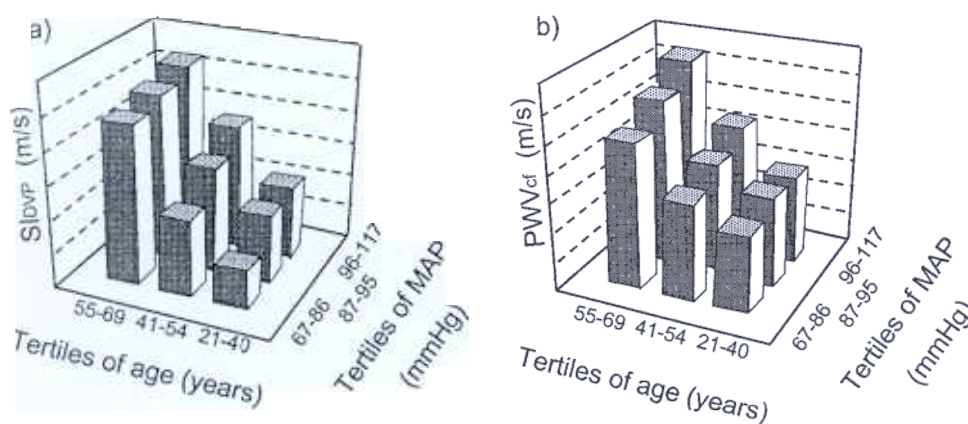 a)
SIDVP (m/s)
55-69 41-54 21-40
Tertiles of age (years)
67-86
87-95
96-117
Tertiles of MAP
(mmHg)
b)
PWVcf (m/s)
55-69 41-54 21-40
Tertiles of age (years)
67-86
87-95
96-117
Tertiles of MAP
(mmHg)